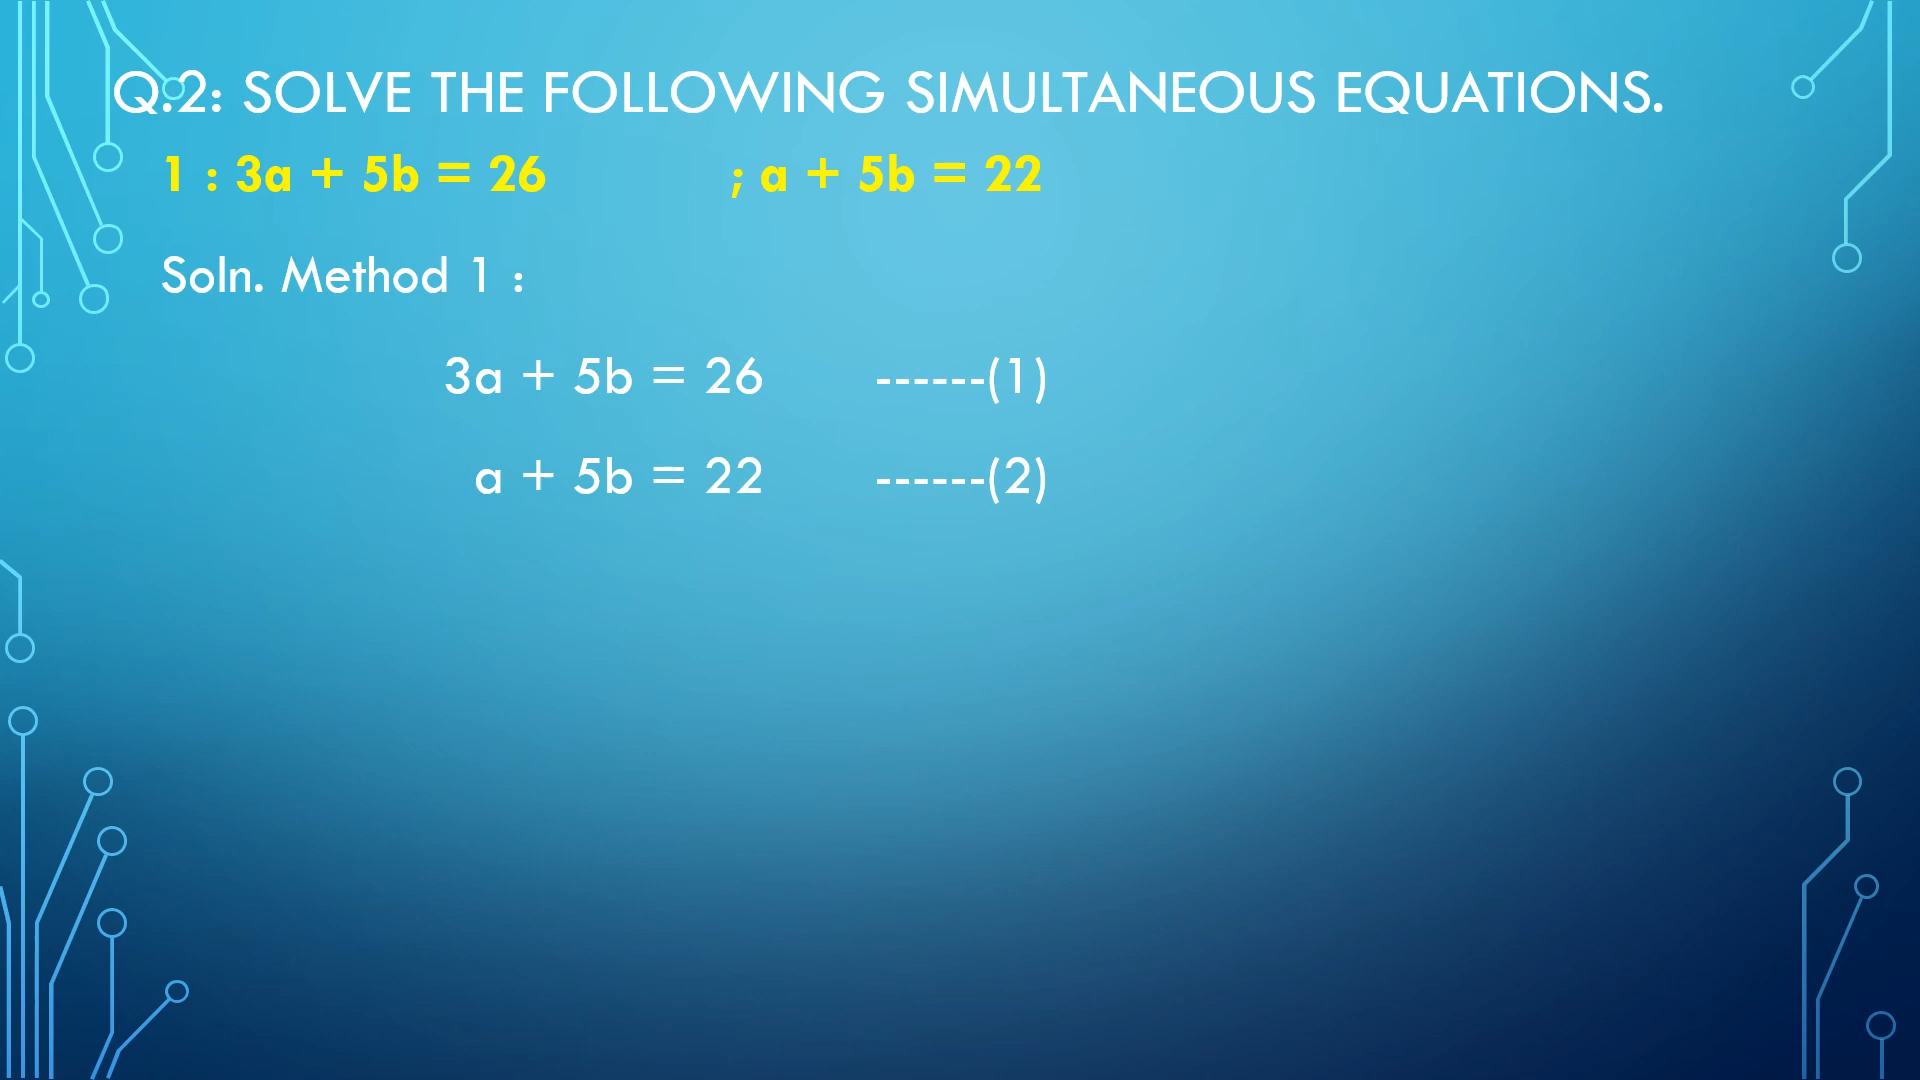 Q.2: SOLVE THE FOLLOWING SIMULTANEOUS EQUATIONS.
1 : 3a + 5b = 26 ; a + 5b = 22
Soln. Method 1 :
3a + 5b = 26 ------(1)
a + 5b = 22 ------(2)